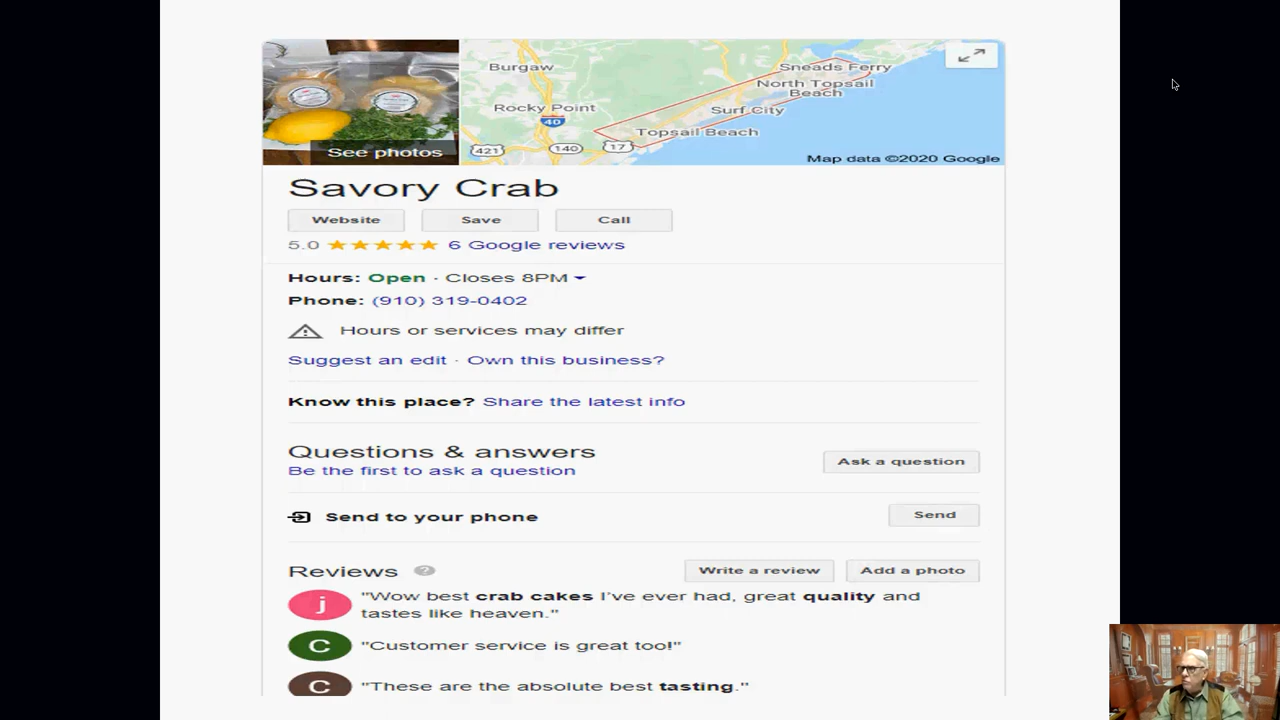 Burgaw
Sneads Ferry
North Topsail
Beach
Rocky Point
Surf City
40
Topsail Beach
421
140
17
See photos
Map data ©2020 Google
Savory Crab
Website
Save
Call
5.0 ★★★★★ 6 Google reviews
Hours: Open · Closes 8PM
Phone: (910) 319-0402
Hours or services may differ
Suggest an edit · Own this business?
Know this place? Share the latest info
Questions & answers
Be the first to ask a question
Ask a question
Send to your phone
Send
Reviews ?
Write a review
Add a photo
j
"Wow best crab cakes I've ever had, great quality and
tastes like heaven."
C
"Customer service is great too!"
C
"These are the absolute best tasting."